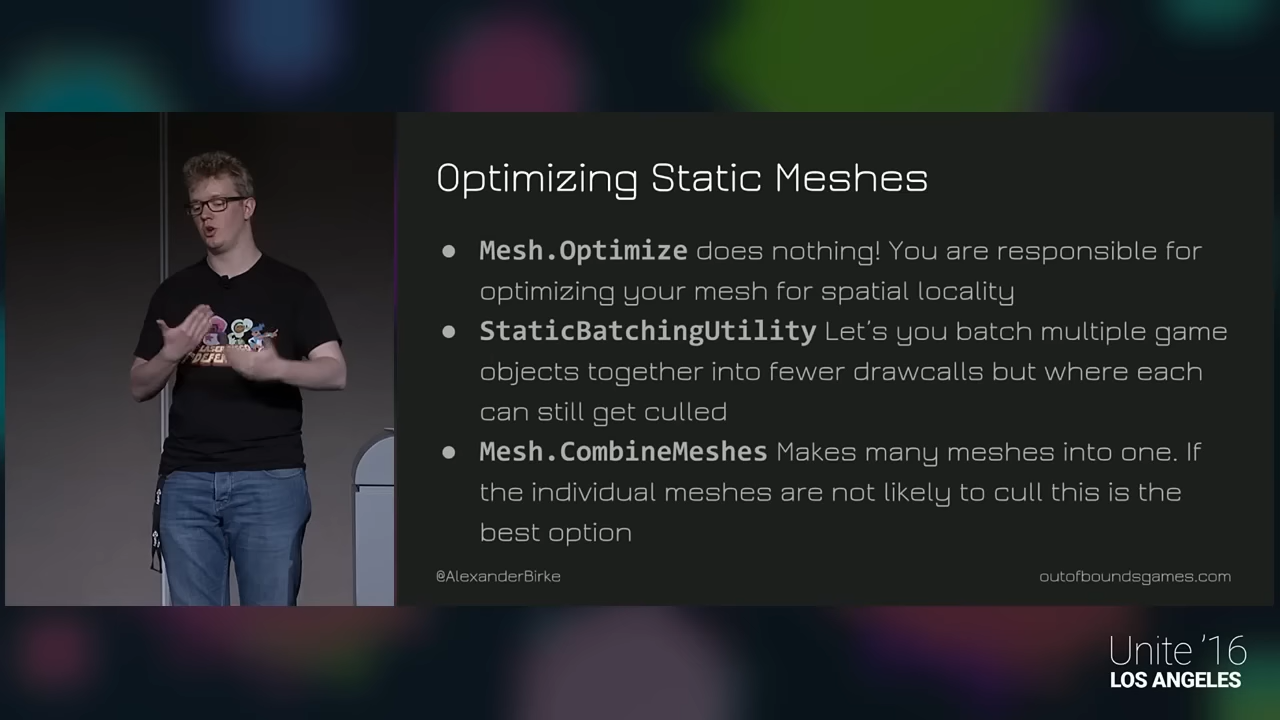 Optimizing Static Meshes
● Mesh.Optimize does nothing! You are responsible for
optimizing your mesh for spatial locality
● StaticBatchingUtility Let's you batch multiple game
objects together into fewer drawcalls but where each
can still get culled
● Mesh.CombineMeshes Makes many meshes into one. If
the individual meshes are not likely to cull this is the
best option
@AlexanderBirke
outofboundsgames.com
Unite '16
LOS ANGELES